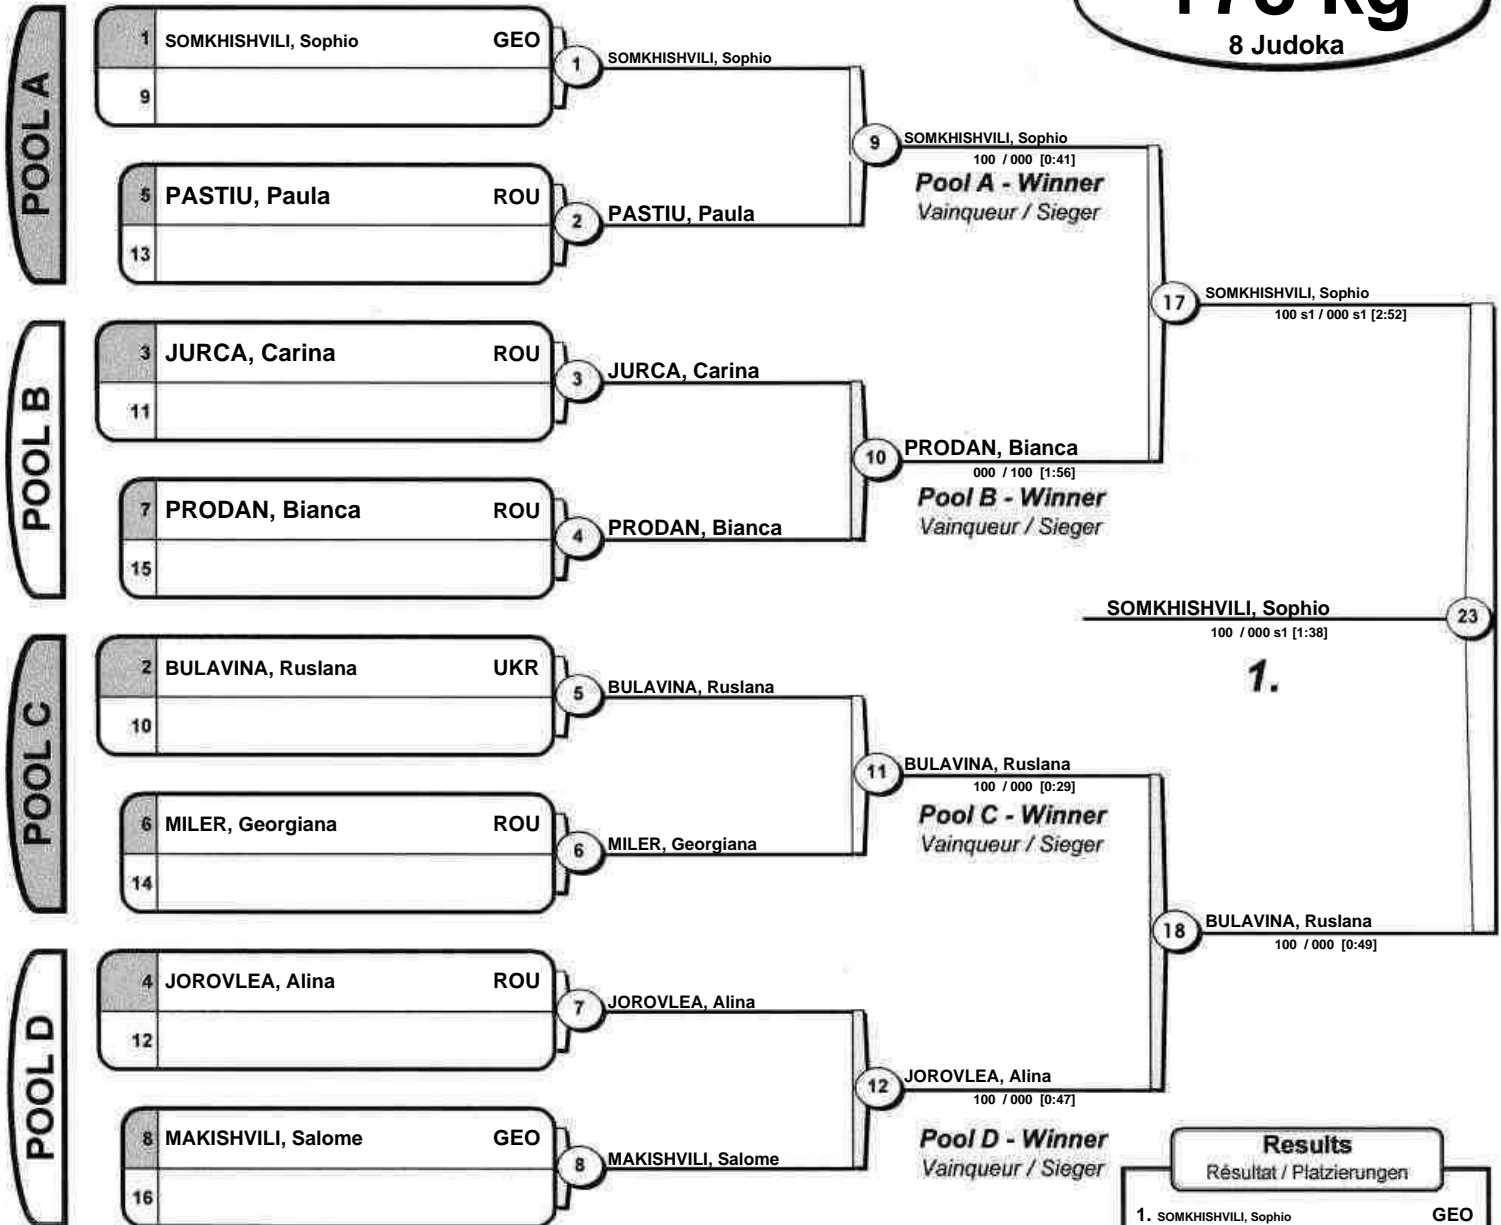 +78 kg
8 Judoka
POOL A
1 SOMKHISHVILI, Sophio GEO
9
5 PASTIU, Paula ROU
13
1 SOMKHISHVILI, Sophio
2 PASTIU, Paula
9 SOMKHISHVILI, Sophio
100 / 000 [0:41]
Pool A - Winner
Vainqueur / Sieger
POOL B
3 JURCA, Carina ROU
11
7 PRODAN, Bianca ROU
15
3 JURCA, Carina
4 PRODAN, Bianca
10 PRODAN, Bianca
000 / 100 [1:56]
Pool B - Winner
Vainqueur / Sieger
17 SOMKHISHVILI, Sophio
100 s1 / 000 s1 [2:52]
POOL C
2 BULAVINA, Ruslana UKR
10
6 MILER, Georgiana ROU
14
5 BULAVINA, Ruslana
6 MILER, Georgiana
11 BULAVINA, Ruslana
100 / 000 [0:29]
Pool C - Winner
Vainqueur / Sieger
POOL D
4 JOROVLEA, Alina ROU
12
8 MAKISHVILI, Salome GEO
16
7 JOROVLEA, Alina
8 MAKISHVILI, Salome
12 JOROVLEA, Alina
100 / 000 [0:47]
Pool D - Winner
Vainqueur / Sieger
18 BULAVINA, Ruslana
100 / 000 [0:49]
SOMKHISHVILI, Sophio 23
100 / 000 s1 [1:38]
1.
Results
Résultat / Platzierungen
1. SOMKHISHVILI, Sophio GEO